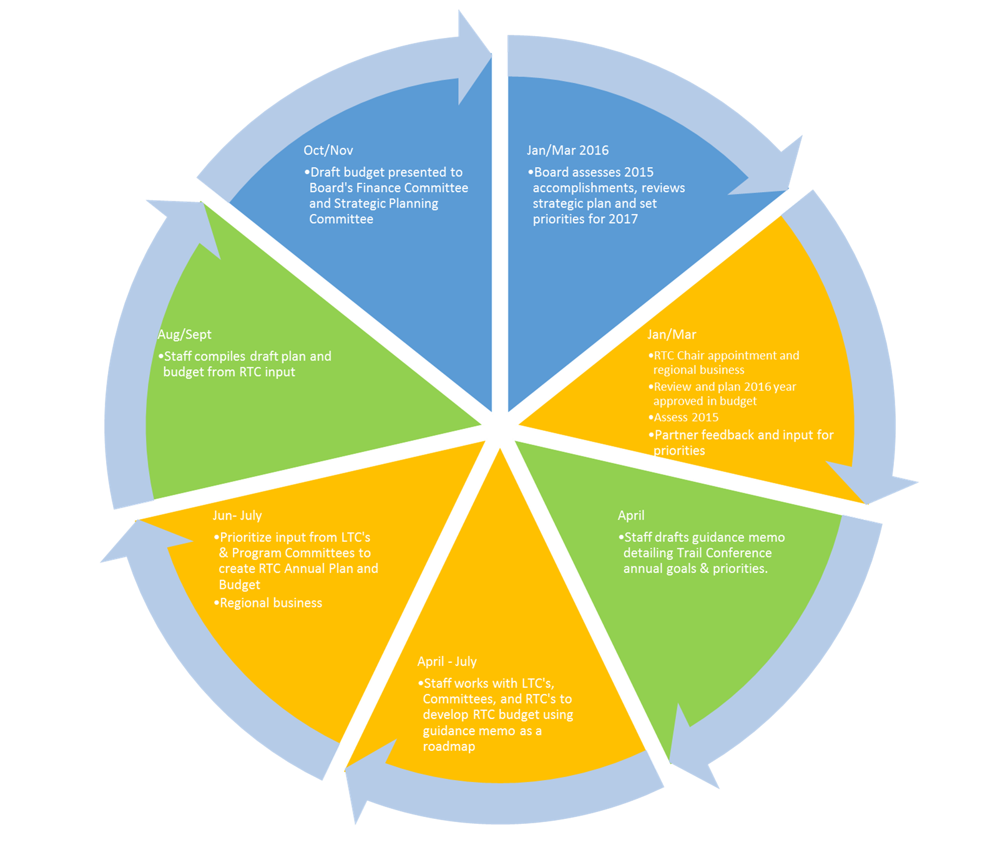 Jan/Mar 2016
•Board assesses 2015
accomplishments, reviews
strategic plan and set
priorities for 2017
Jan/Mar
•RTC Chair appointment and
regional business
•Review and plan 2016 year
approved in budget
•Assess 2015
•Partner feedback and input for
priorities
April
•Staff drafts guidance memo
detailing Trail Conference
annual goals & priorities.
April - July
•Staff works with LTC's,
Committees, and RTC's to
develop RTC budget using
guidance memo as a
roadmap
Jun- July
•Prioritize input from LTC's
& Program Committees to
create RTC Annual Plan and
Budget
•Regional business
Aug/Sept
•Staff compiles draft plan and
budget from RTC input
Oct/Nov
•Draft budget presented to
Board's Finance Committee
and Strategic Planning
Committee